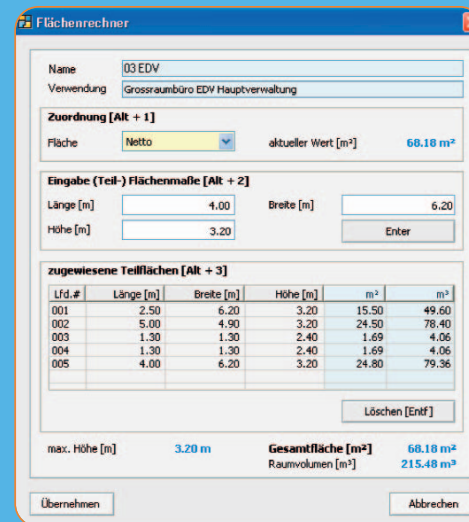 Flächenrechner
Name 03 EDV
Verwendung Grossraumbüro EDV Hauptverwaltung
Zuordnung [Alt + 1]
Fläche Netto aktueller Wert [m²] 68.18 m²
Eingabe (Teil-) Flächenmaße [Alt + 2]
Länge [m] 4.00 Breite [m] 6.20
Höhe [m] 3.20 Enter
zugewiesene Teilflächen [Alt + 3]
Lfd.# Länge [m] Breite [m] Höhe [m] m² m³
001 2.50 6.20 3.20 15.50 49.60
002 5.00 4.90 3.20 24.50 78.40
003 1.30 1.30 2.40 1.69 4.06
004 1.30 1.30 2.40 1.69 4.06
005 4.00 6.20 3.20 24.80 79.36
Löschen [Entf]
max. Höhe [m] 3.20 m Gesamtfläche [m²] 68.18 m²
Raumvolumen [m³] 215.48 m³
Übernehmen Abbrechen